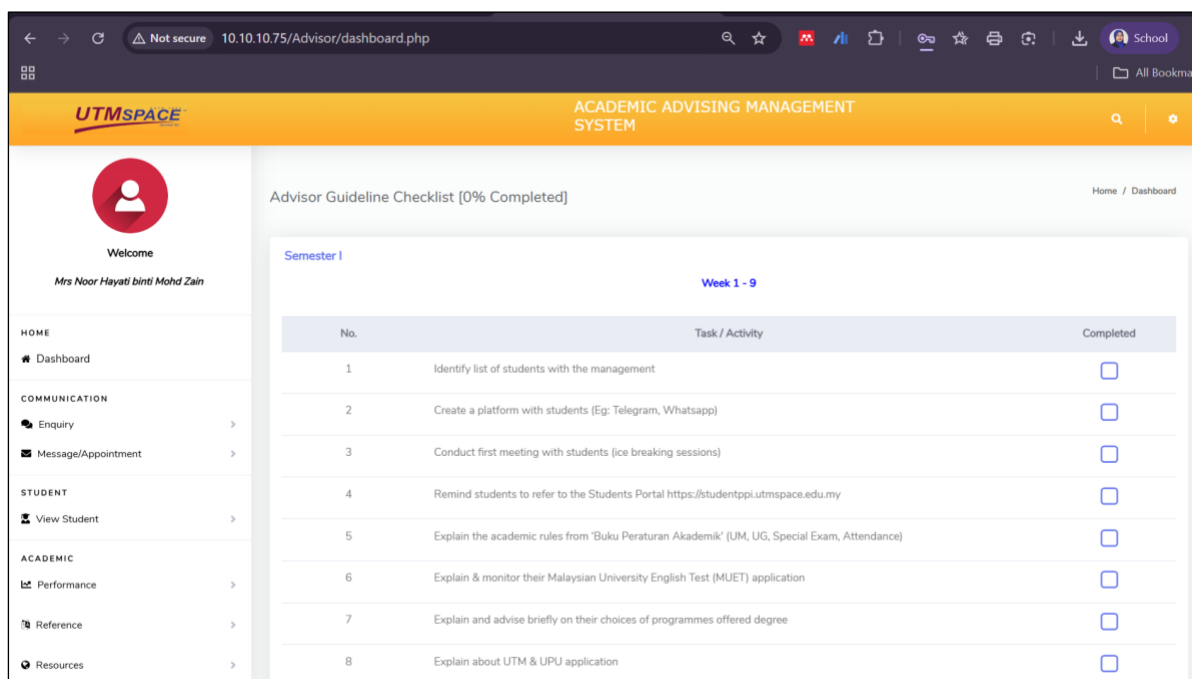 Not secure 10.10.10.75/Advisor/dashboard.php
School
All Bookma
UTMSPACE
ACADEMIC ADVISING MANAGEMENT
SYSTEM
Welcome
Mrs Noor Hayati binti Mohd Zain
HOME
Dashboard
COMMUNICATION
Enquiry
Message/Appointment
STUDENT
View Student
ACADEMIC
Performance
Reference
Resources
Advisor Guideline Checklist [0% Completed]
Home / Dashboard
Semester I
Week 1 - 9
No. Task / Activity Completed
1 Identify list of students with the management
2 Create a platform with students (Eg: Telegram, Whatsapp)
3 Conduct first meeting with students (ice breaking sessions)
4 Remind students to refer to the Students Portal https://studentppi.utmspace.edu.my
5 Explain the academic rules from 'Buku Peraturan Akademik' (UM, UG, Special Exam, Attendance)
6 Explain & monitor their Malaysian University English Test (MUET) application
7 Explain and advise briefly on their choices of programmes offered degree
8 Explain about UTM & UPU application